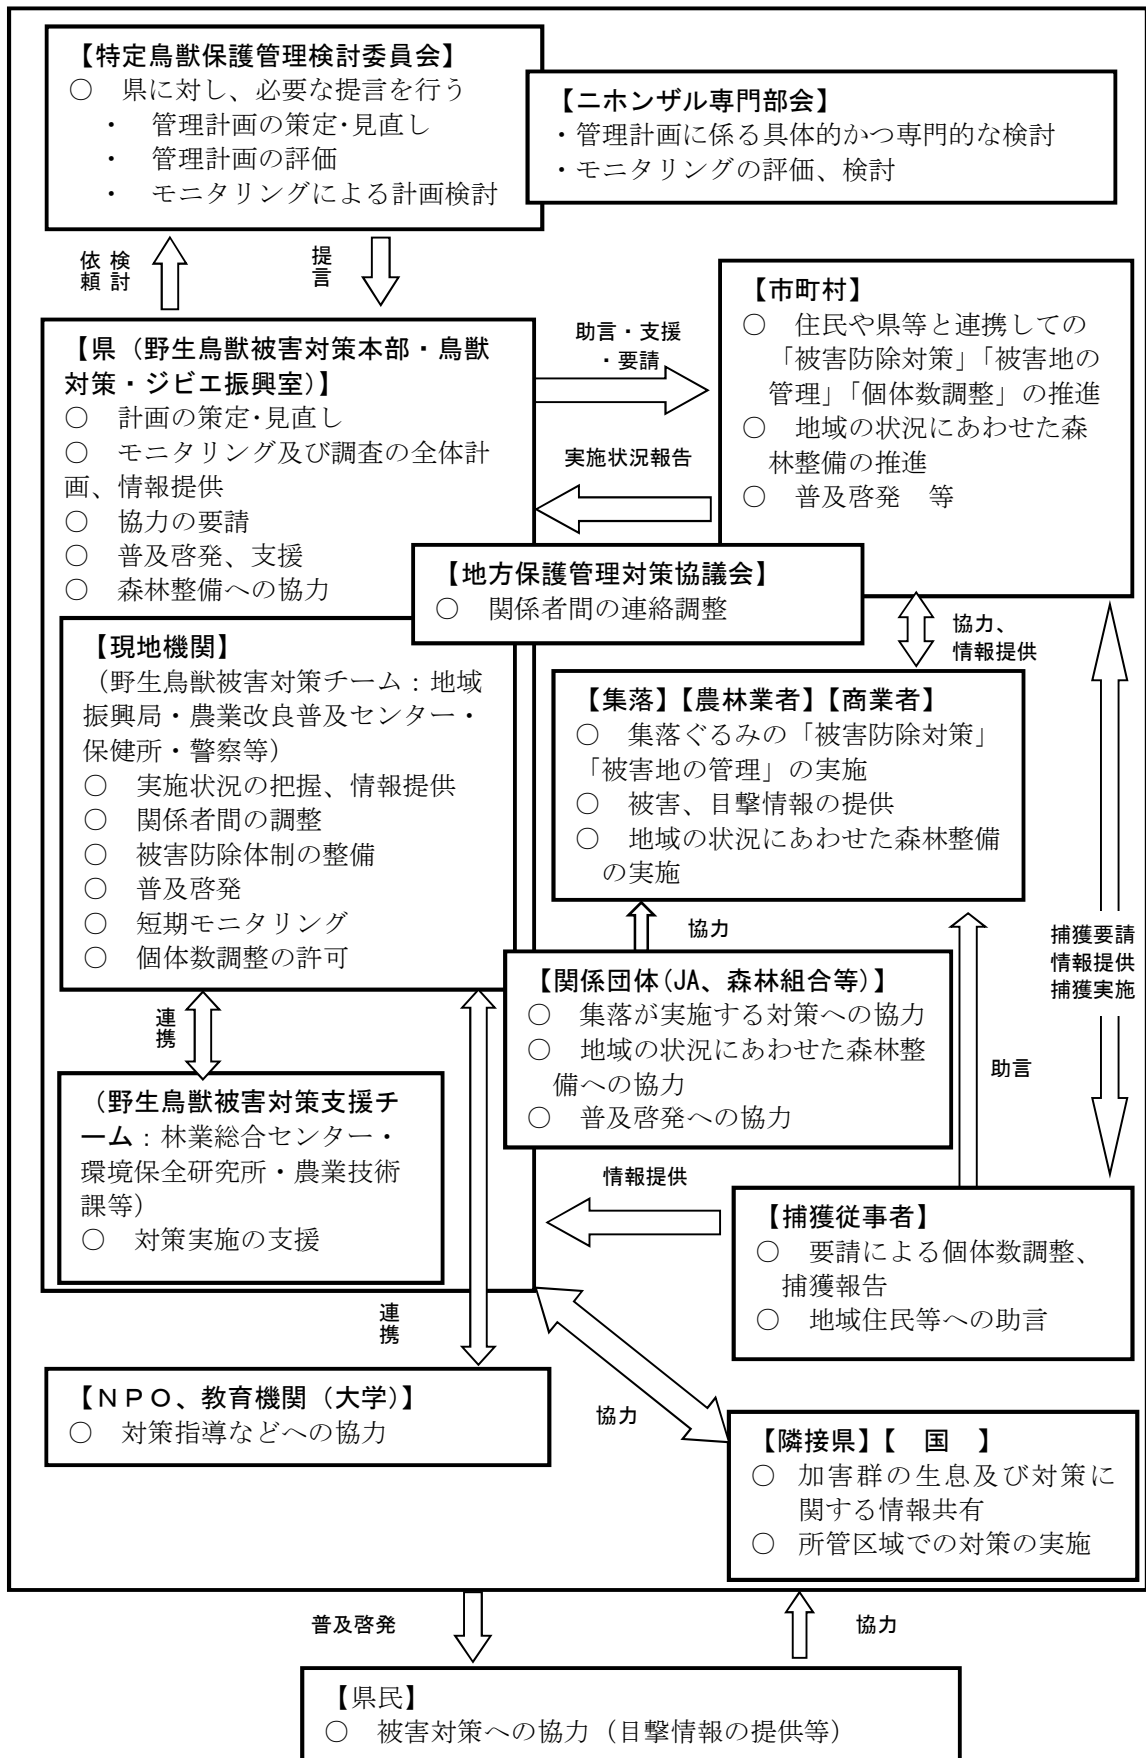 【特定鳥獣保護管理検討委員会】
○　県に対し、必要な提言を行う
・　管理計画の策定･見直し
・　管理計画の評価
・　モニタリングによる計画検討
【ニホンザル専門部会】
・管理計画に係る具体的かつ専門的な検討
・モニタリングの評価、検討
検討
依頼
提言
【県（野生鳥獣被害対策本部・鳥獣
対策・ジビエ振興室）】
○　計画の策定･見直し
○　モニタリング及び調査の全体計
画、情報提供
○　協力の要請
○　普及啓発、支援
○　森林整備への協力
助言・支援
・要請
実施状況報告
【市町村】
○　住民や県等と連携しての
「被害防除対策」「被害地の
管理」「個体数調整」の推進
○　地域の状況にあわせた森
林整備の推進
○　普及啓発　等
【地方保護管理対策協議会】
○　関係者間の連絡調整
【現地機関】
（野生鳥獣被害対策チーム：地域
振興局・農業改良普及センター・
保健所・警察等）
○　実施状況の把握、情報提供
○　関係者間の調整
○　被害防除体制の整備
○　普及啓発
○　短期モニタリング
○　個体数調整の許可
協力、
情報提供
【集落】【農林業者】【商業者】
○　集落ぐるみの「被害防除対策」
「被害地の管理」の実施
○　被害、目撃情報の提供
○　地域の状況にあわせた森林整備
の実施
協力
捕獲要請
情報提供
捕獲実施
【関係団体(JA、森林組合等)】
○　集落が実施する対策への協力
○　地域の状況にあわせた森林整
備への協力
○　普及啓発への協力
助言
連携
（野生鳥獣被害対策支援チ
ーム：林業総合センター・
環境保全研究所・農業技術
課等）
○　対策実施の支援
情報提供
【捕獲従事者】
○　要請による個体数調整、
捕獲報告
○　地域住民等への助言
連携
【ＮＰＯ、教育機関（大学)】
○　対策指導などへの協力
協力
【隣接県】【　国　】
○　加害群の生息及び対策に
関する情報共有
○　所管区域での対策の実施
普及啓発
協力
【県民】
○　被害対策への協力（目撃情報の提供等）